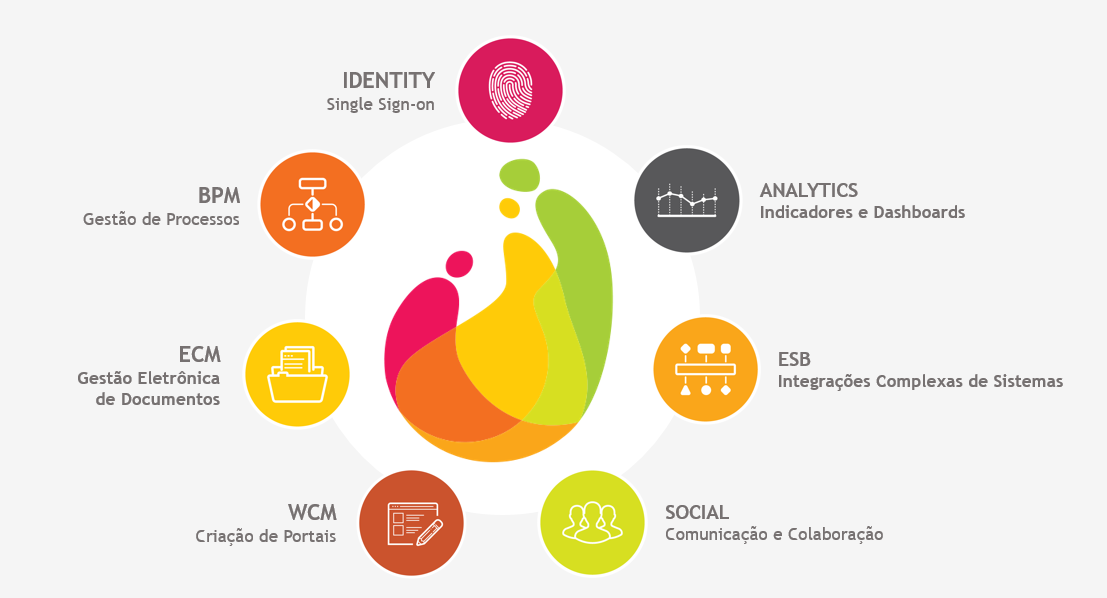 IDENTITY
Single Sign-on
BPM
Gestão de Processos
ANALYTICS
Indicadores e Dashboards
ECM
Gestão Eletrônica
de Documentos
ESB
Integrações Complexas de Sistemas
WCM
Criação de Portais
SOCIAL
Comunicação e Colaboração